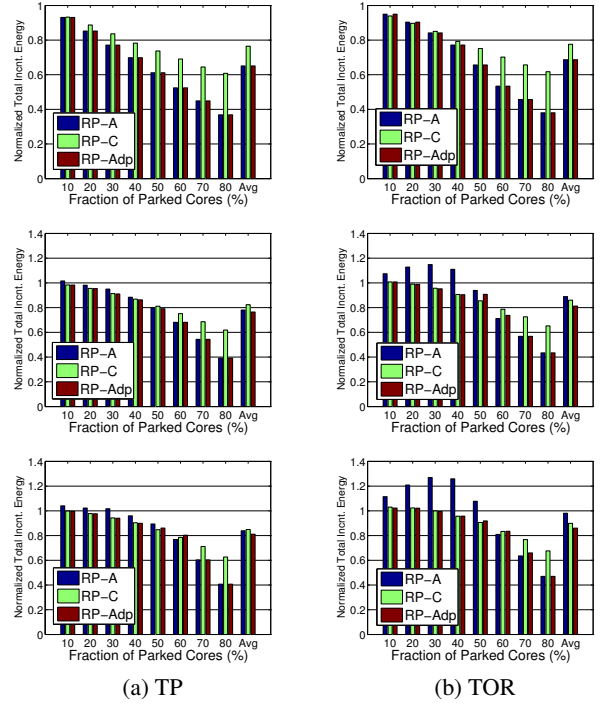 Normalized Total Incnt. Energy
1
0.8
0.6
0.4
0.2
0
RP-A
RP-C
RP-Adp
10 20 30 40 50 60 70 80 Avg
Fraction of Parked Cores (%)
Normalized Total Incnt. Energy
1
0.8
0.6
0.4
0.2
0
RP-A
RP-C
RP-Adp
10 20 30 40 50 60 70 80 Avg
Fraction of Parked Cores (%)
Normalized Total Incnt. Energy
1.4
1.2
1
0.8
0.6
0.4
0.2
0
RP-A
RP-C
RP-Adp
10 20 30 40 50 60 70 80 Avg
Fraction of Parked Cores (%)
Normalized Total Incnt. Energy
1.4
1.2
1
0.8
0.6
0.4
0.2
0
RP-A
RP-C
RP-Adp
10 20 30 40 50 60 70 80 Avg
Fraction of Parked Cores (%)
Normalized Total Incnt. Energy
1.4
1.2
1
0.8
0.6
0.4
0.2
0
RP-A
RP-C
RP-Adp
10 20 30 40 50 60 70 80 Avg
Fraction of Parked Cores (%)
Normalized Total Incnt. Energy
1.4
1.2
1
0.8
0.6
0.4
0.2
0
RP-A
RP-C
RP-Adp
10 20 30 40 50 60 70 80 Avg
Fraction of Parked Cores (%)
(a) TP
(b) TOR